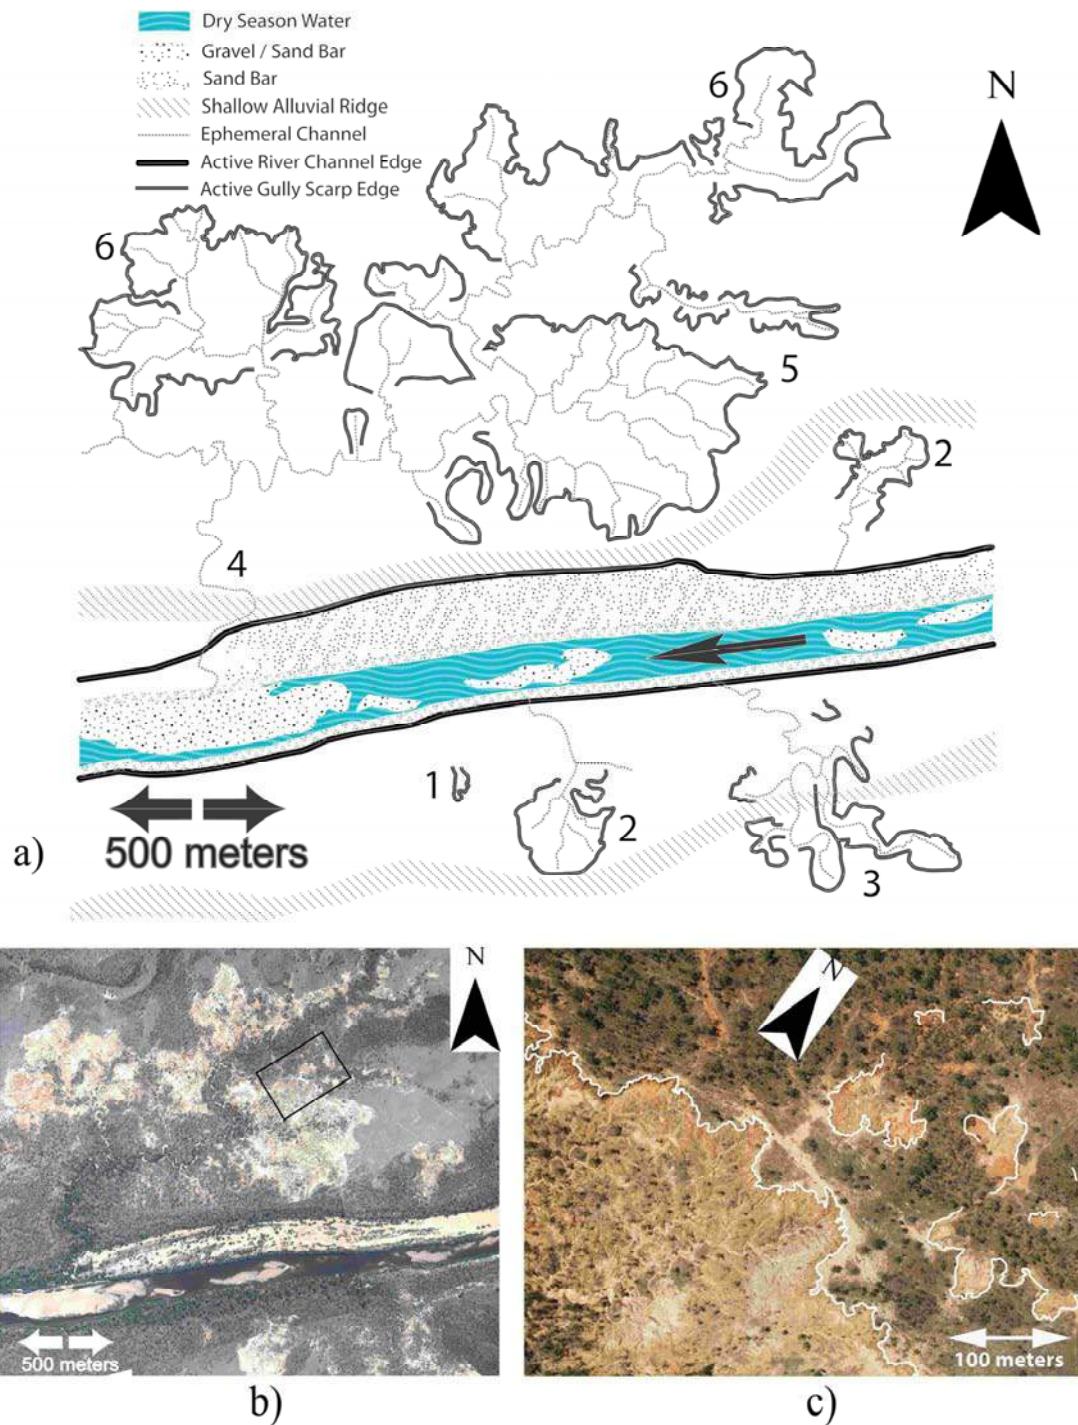 Dry Season Water
Gravel / Sand Bar
Sand Bar
Shallow Alluvial Ridge
Ephemeral Channel
Active River Channel Edge
Active Gully Scarp Edge
N
6
6
5
2
4
1
2
3
500 meters
a)
N
500 meters
b)
N
100 meters
c)